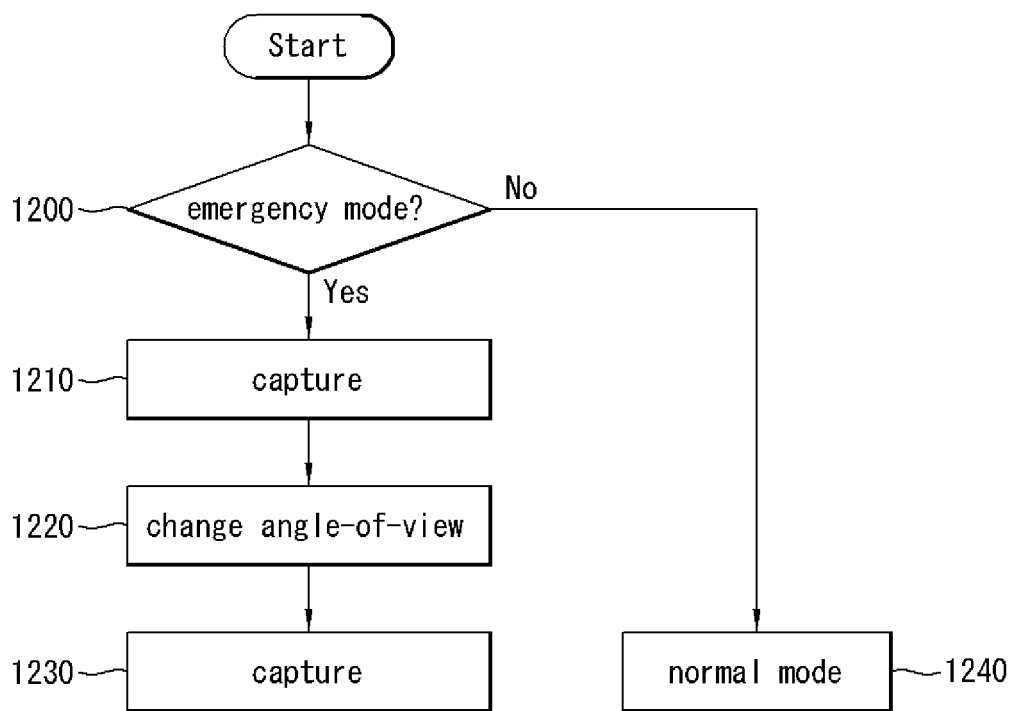 Start
1200
emergency mode?
No
Yes
1210
capture
1220
change angle-of-view
1230
capture
normal mode
1240